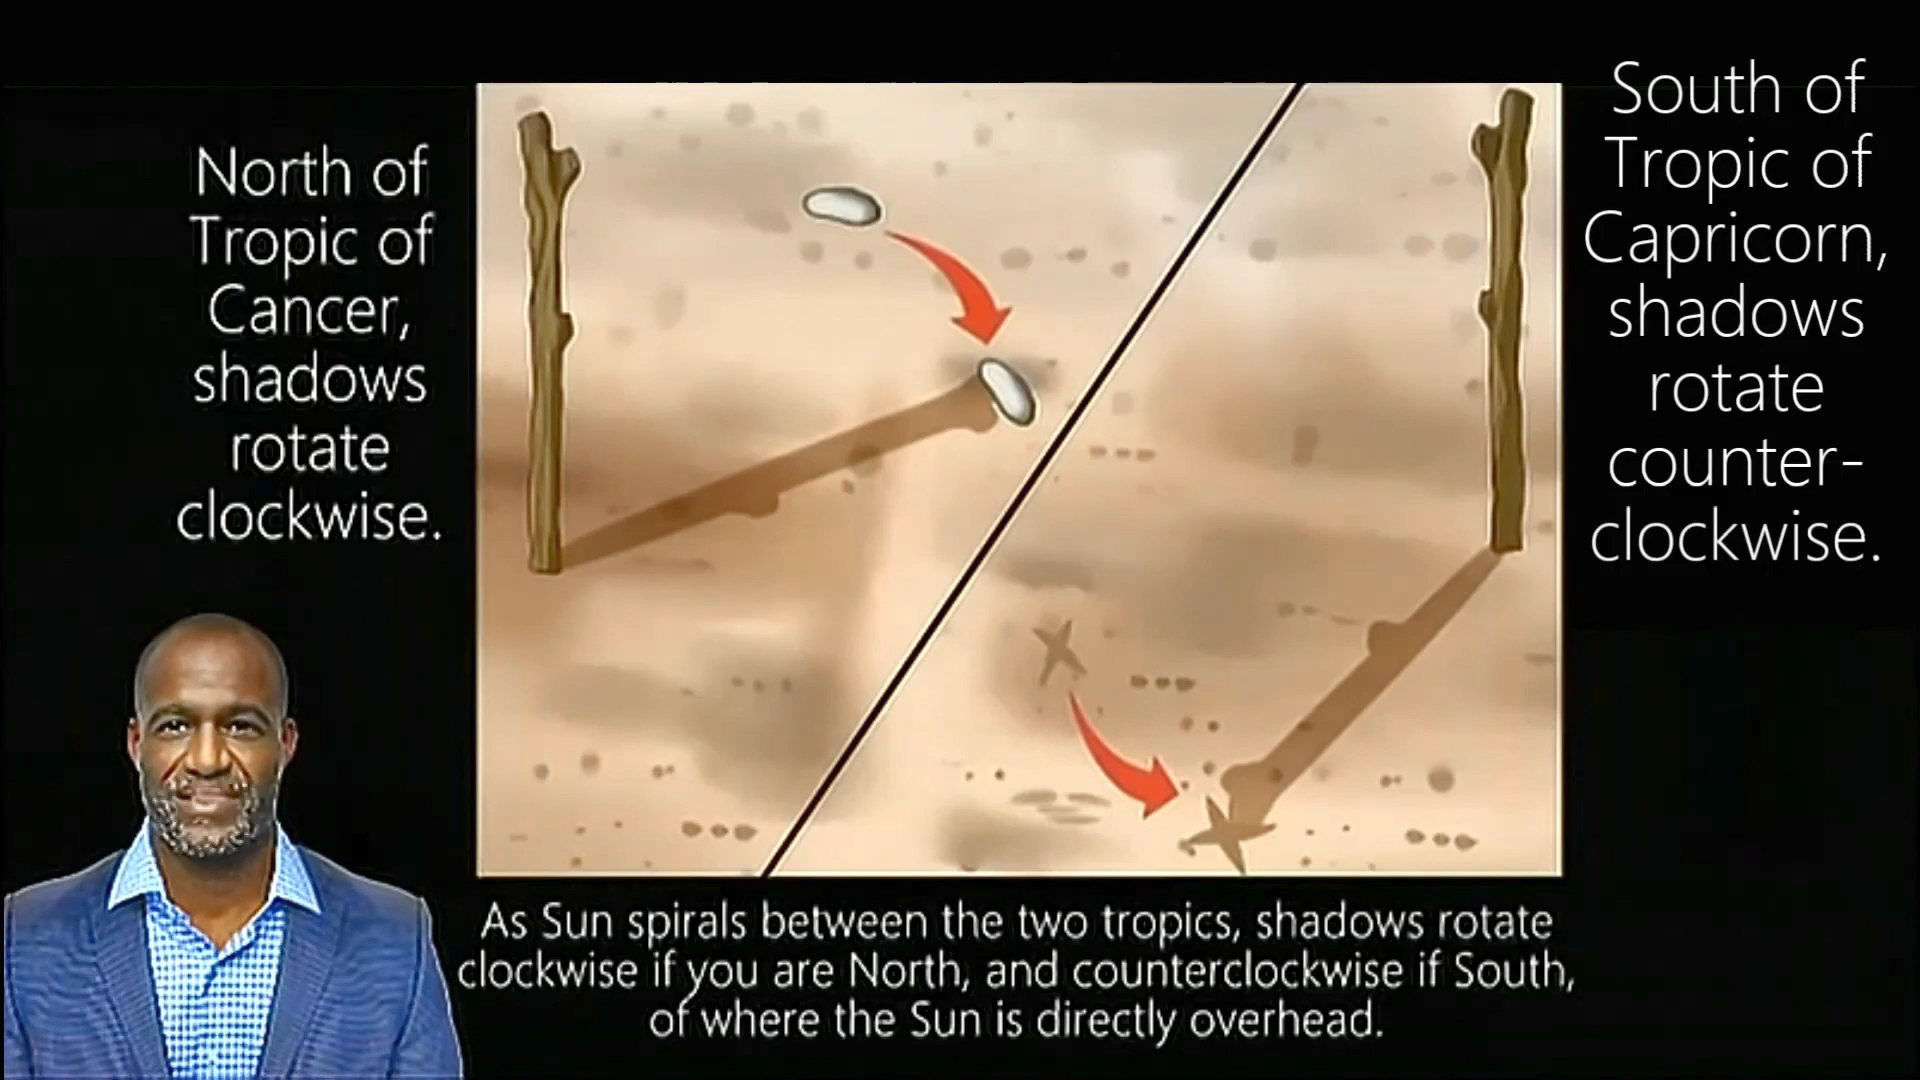 North of
Tropic of
Cancer,
shadows
rotate
clockwise.
South of
Tropic of
Capricorn,
shadows
rotate
counter-
clockwise.
As Sun spirals between the two tropics, shadows rotate
clockwise if you are North, and counterclockwise if South,
of where the Sun is directly overhead.